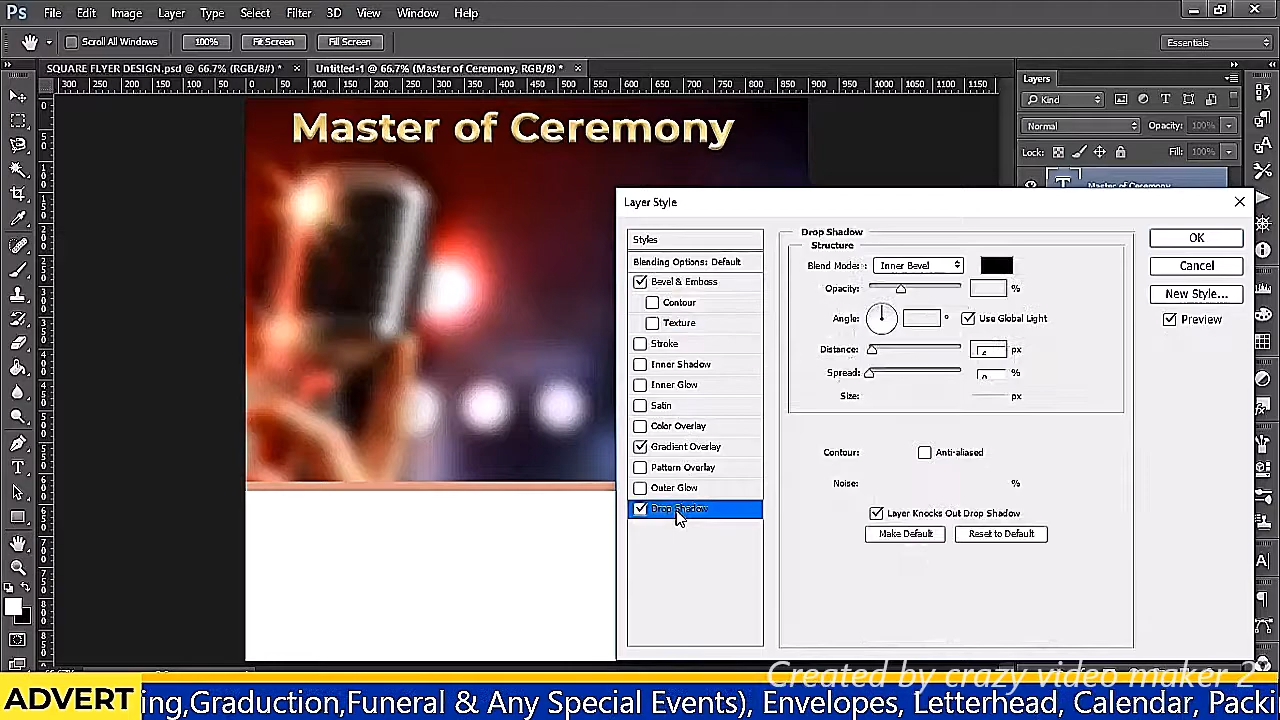 Ps File Edit Image Layer Type Select Filter 3D View Window Help
Scroll All Windows 100% Fit Screen Fill Screen Essentials
SQUARE FLYER DESIGN.psd @ 66.7% (RGB/8#) * × Untitled-1 @ 66.7% (Master of Ceremony, RGB/8) * ×
300 250 200 150 100 50 0 50 100 150 200 250 300 350 400 450 500 550 600 650 700 750 800 850 900 950 1000 1050 1100 1150
Layers
Kind
Normal Opacity: 100%
Lock: Fill: 100%
Master of Ceremony
Master of Ceremony
Layer Style
Styles
Blending Options: Default
Bevel & Emboss
Contour
Texture
Stroke
Inner Shadow
Inner Glow
Satin
Color Overlay
Gradient Overlay
Pattern Overlay
Outer Glow
Drop Shadow
Drop Shadow
Structure
Blend Mode: Inner Bevel
Opacity: %
Angle: ° Use Global Light
Distance: px
Spread: %
Size: px
Contour: Anti-aliased
Noise: %
Layer Knocks Out Drop Shadow
Make Default Reset to Default
OK
Cancel
New Style...
Preview
Created by crazy video maker 2
ADVERT ing,Graduction,Funeral & Any Special Events), Envelopes, Letterhead, Calendar, Packi